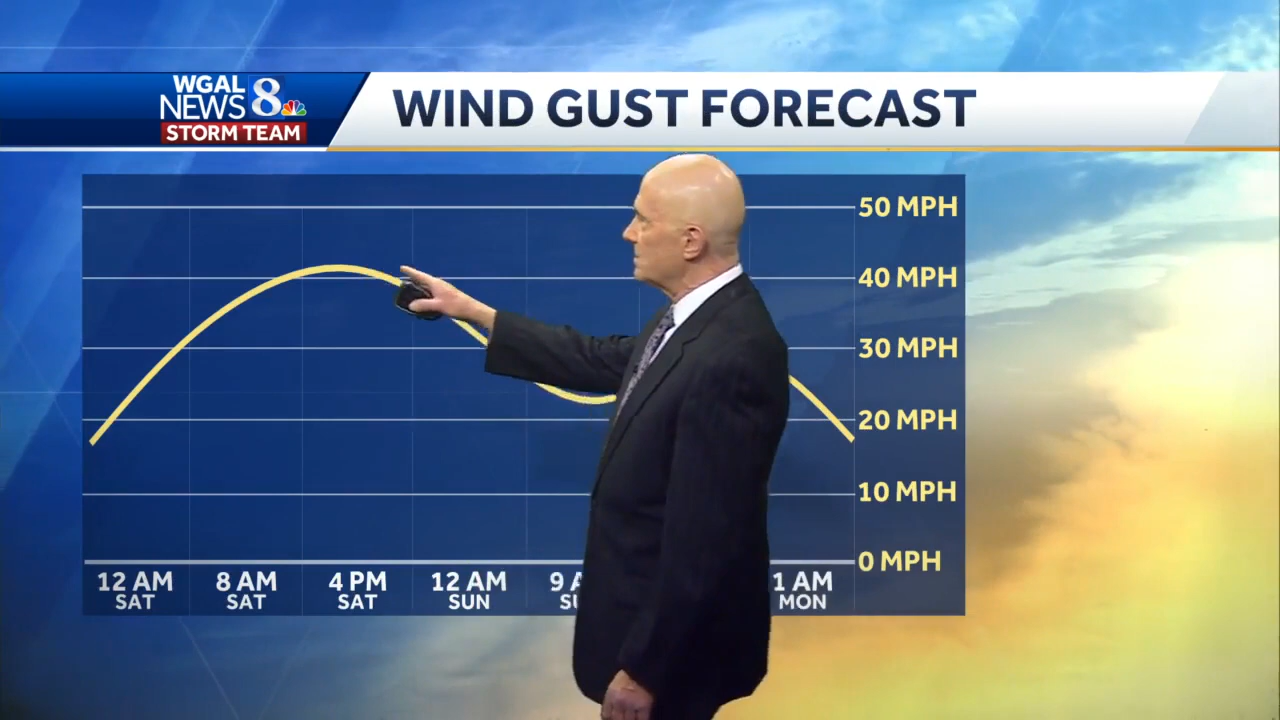 WGAL
NEWS 8
STORM TEAM
WIND GUST FORECAST
50 MPH
40 MPH
30 MPH
20 MPH
10 MPH
0 MPH
12 AM 8 AM 4 PM 12 AM 1 AM
SAT SAT SAT SUN MON